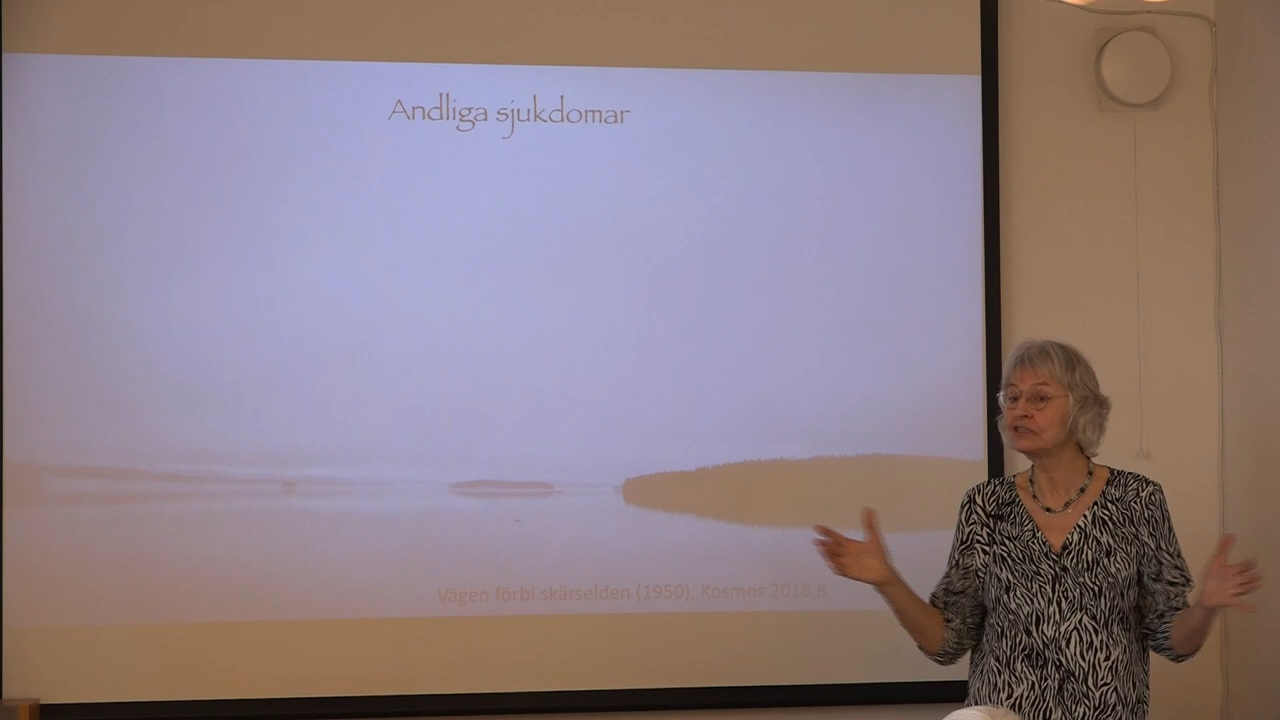 Andliga sjukdomar
Vägen förbi skärselden (1950), Kosmos 2018,8